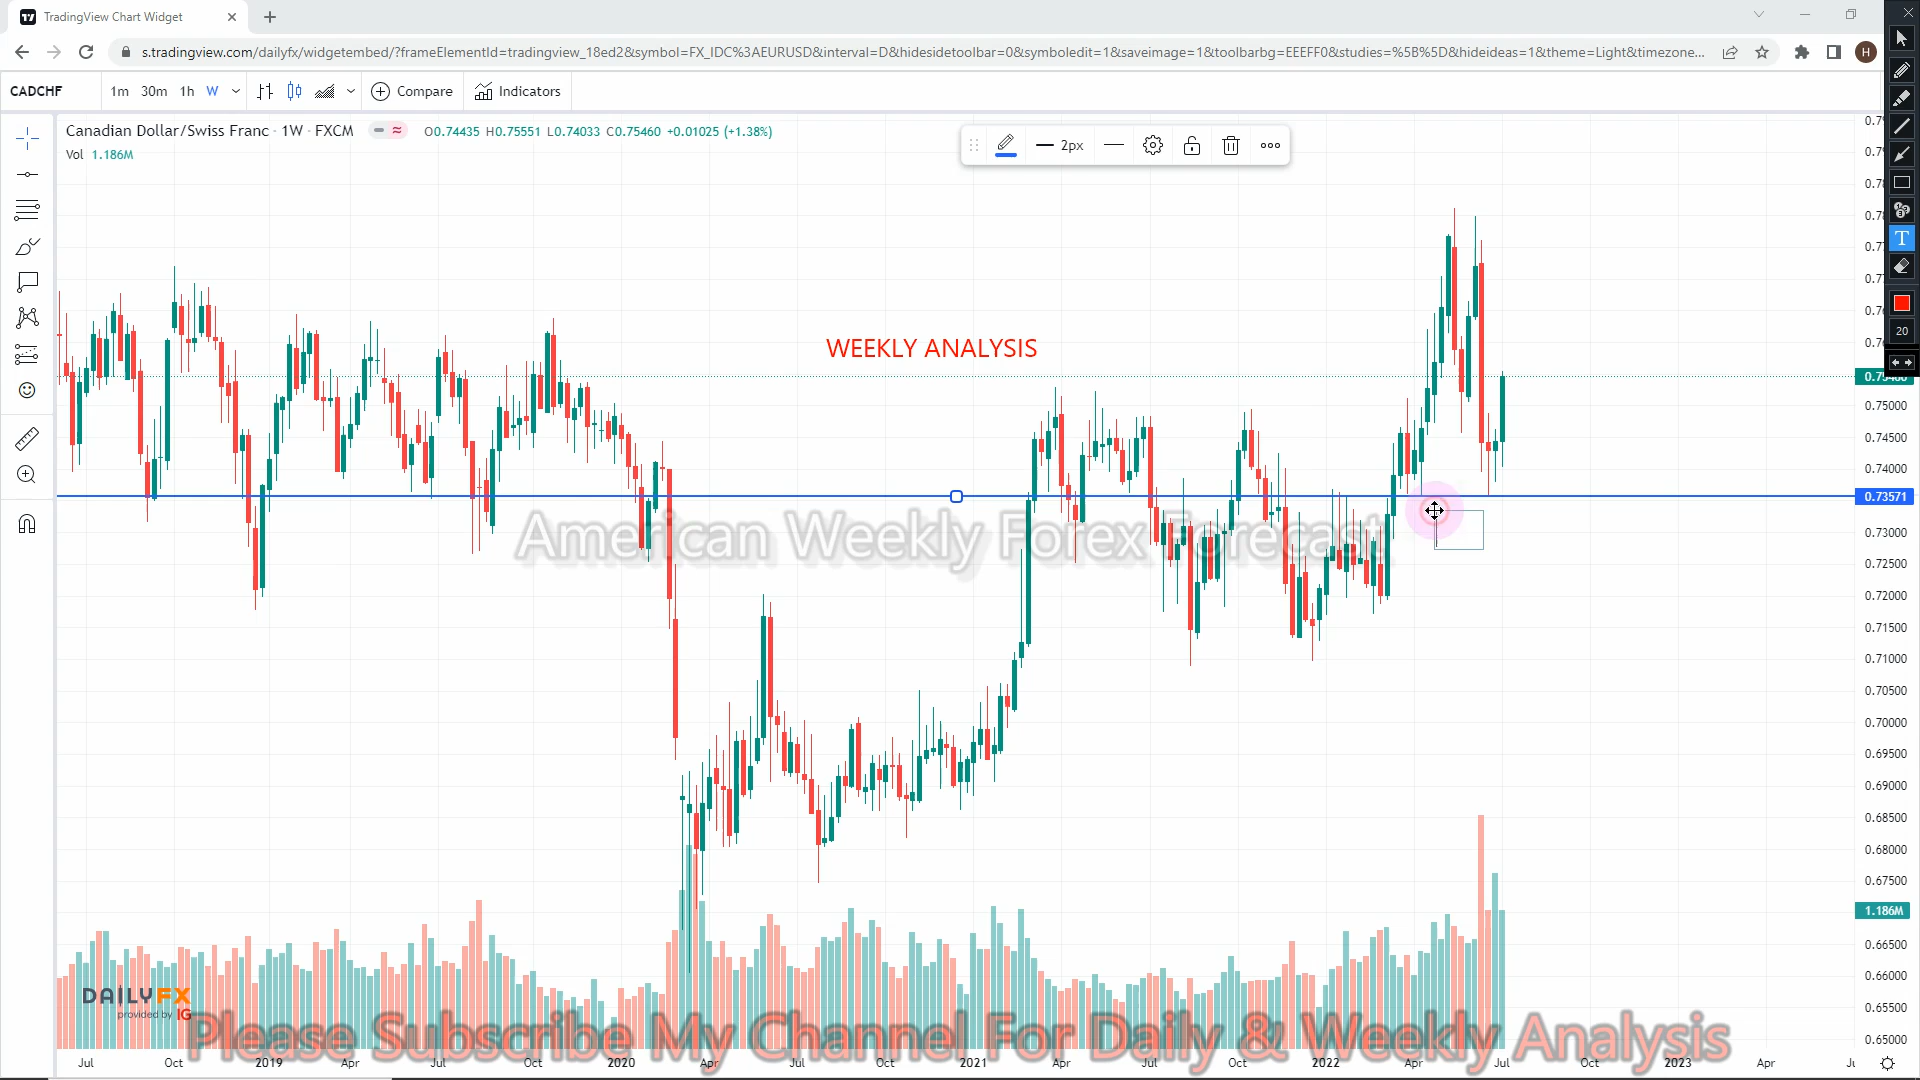 TradingView Chart Widget
s.tradingview.com/dailyfx/widgetembed/?frameElementId=tradingview_18ed2&symbol=FX_IDC%3AEURUSD&interval=D&hidesidetoolbar=0&symboledit=1&saveimage=1&toolbarbg=EEEFF0&studies=%5B%5D&hideideas=1&theme=Light&timezone...
H
CADCHF 1m 30m 1h W Compare Indicators
Canadian Dollar/Swiss Franc · 1W · FXCM O0.74435 H0.75551 L0.74033 C0.75460 +0.01025 (+1.38%)
Vol 1.186M
2px
T
20
WEEKLY ANALYSIS
0.75000
0.74500
0.74000
0.73571
American Weekly Forex Forecast
0.73000
0.72500
0.72000
0.71500
0.71000
0.70500
0.70000
0.69500
0.69000
0.68500
0.68000
0.67500
1.186M
0.66500
0.66000
0.65500
0.65000
DAILYFX
provided by IG
Please Subscribe My Channel For Daily & Weekly Analysis
Jul Oct 2019 Apr Jul Oct 2020 Apr Jul Oct 2021 Apr Jul Oct 2022 Apr Jul Oct 2023 Apr